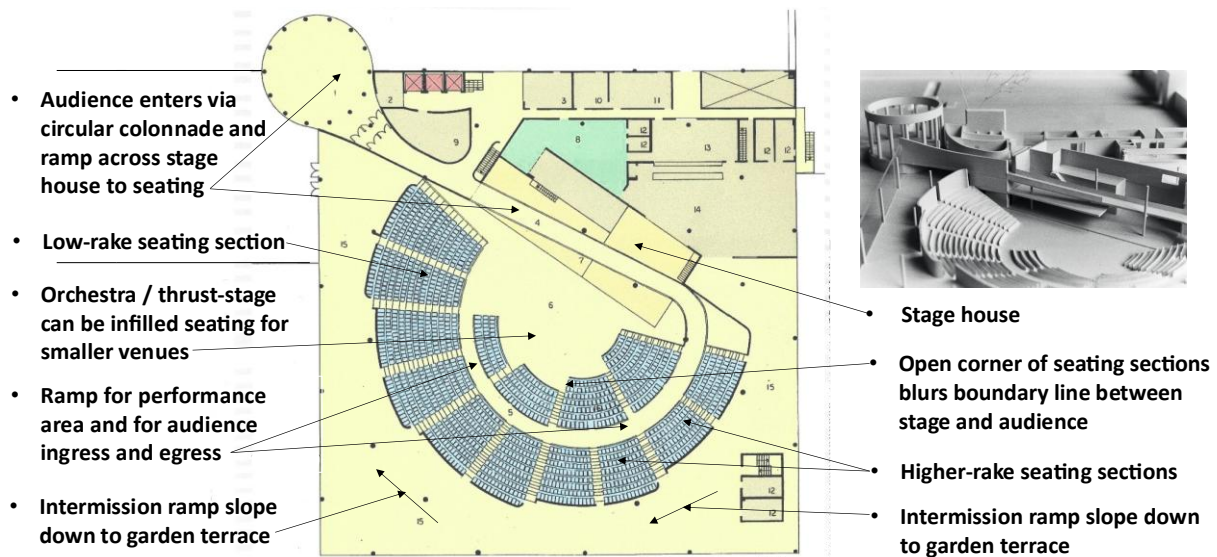 • Audience enters via
circular colonnade and
ramp across stage
house to seating
• Low-rake seating section
• Orchestra / thrust-stage
can be infilled seating for
smaller venues
• Ramp for performance
area and for audience
ingress and egress
• Intermission ramp slope
down to garden terrace
2
3
10
11
9
8
12
12
13
12
12
4
14
7
15
6
15
5
15
12
12
• Stage house
• Open corner of seating sections
blurs boundary line between
stage and audience
• Higher-rake seating sections
• Intermission ramp slope down
to garden terrace